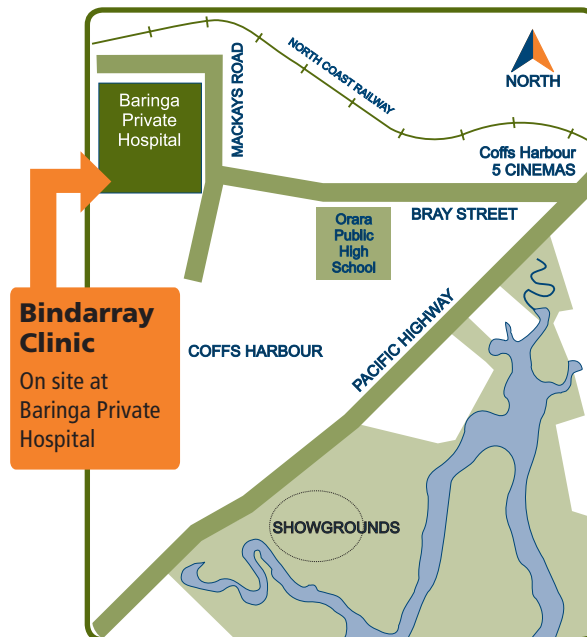 NORTH COAST RAILWAY
NORTH
Baringa
Private
Hospital
MACKAYS ROAD
Coffs Harbour
5 CINEMAS
BRAY STREET
Orara
Public
High
School
Bindarray
Clinic
On site at
Baringa Private
Hospital
COFFS HARBOUR
PACIFIC HIGHWAY
SHOWGROUNDS